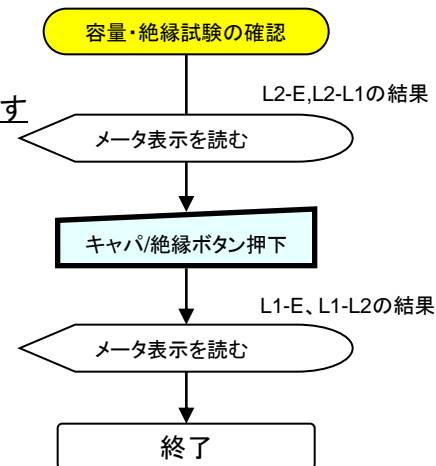 容量・絶縁試験の確認
L2-E,L2-L1の結果
す
メータ表示を読む
キャパ/絶縁ボタン押下
L1-E、L1-L2の結果
メータ表示を読む
終了